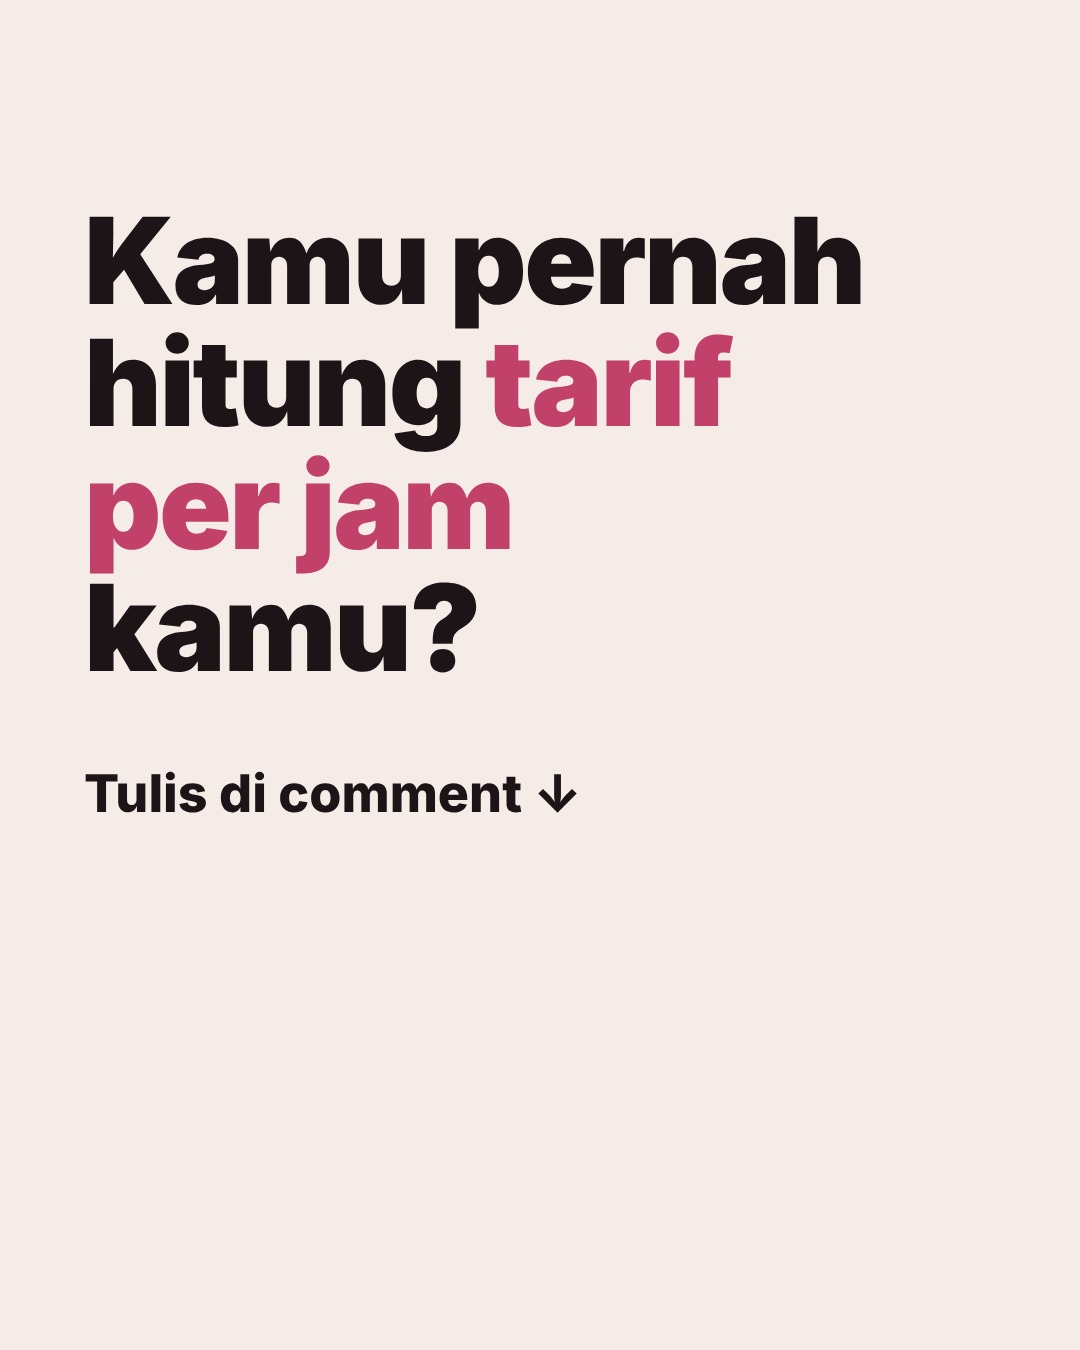 Kamu pernah
hitung tarif
per jam
kamu?
Tulis di comment ↓